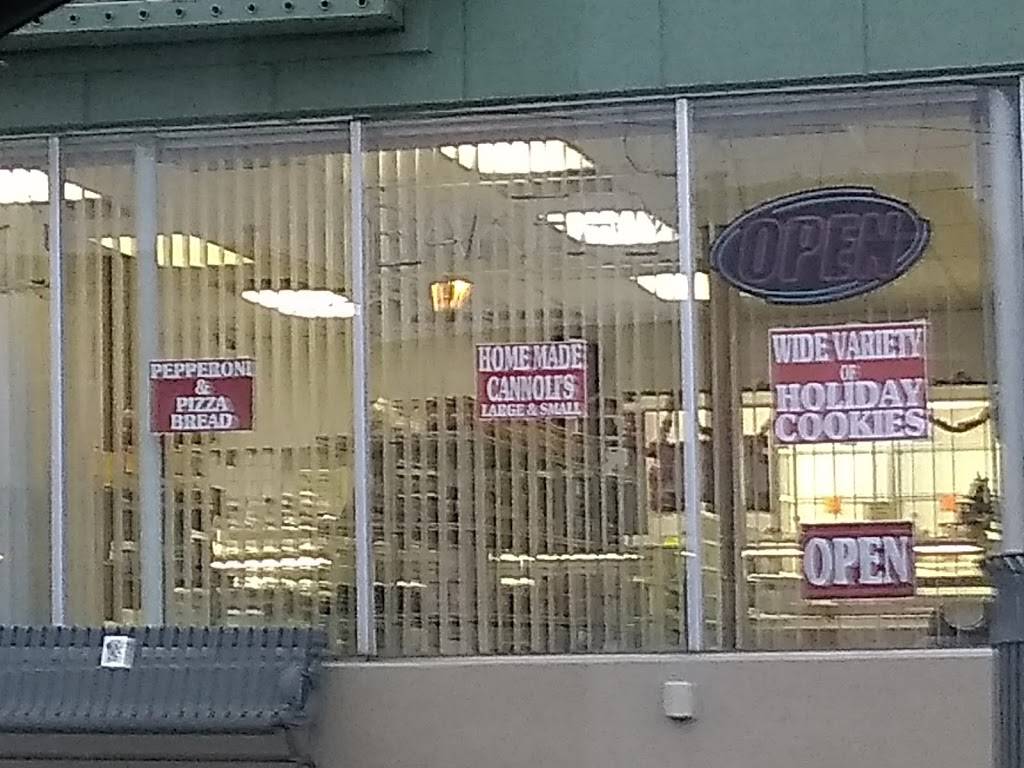 OPEN
PEPPERONI
&
PIZZA
BREAD
HOME MADE
CANNOLI'S
LARGE & SMALL
WIDE VARIETY
OF
HOLIDAY
COOKIES
OPEN